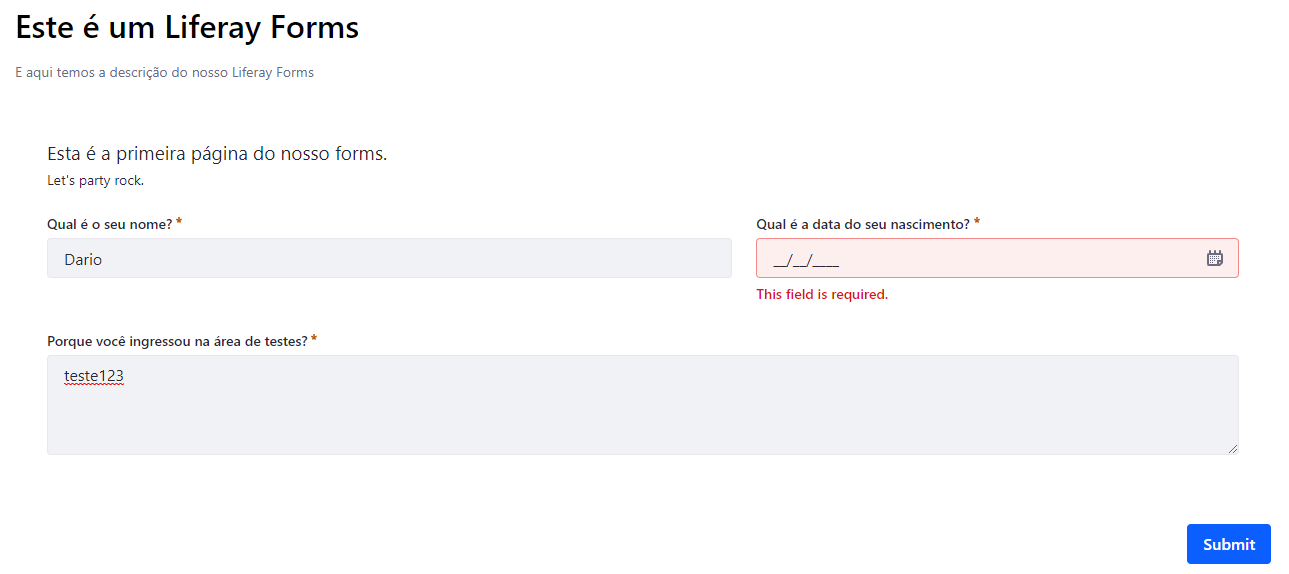 Este é um Liferay Forms
E aqui temos a descrição do nosso Liferay Forms
Esta é a primeira página do nosso forms.
Let's party rock.
Qual é o seu nome? *
Dario
Qual é a data do seu nascimento? *
__/__/____
This field is required.
Porque você ingressou na área de testes? *
teste123
Submit